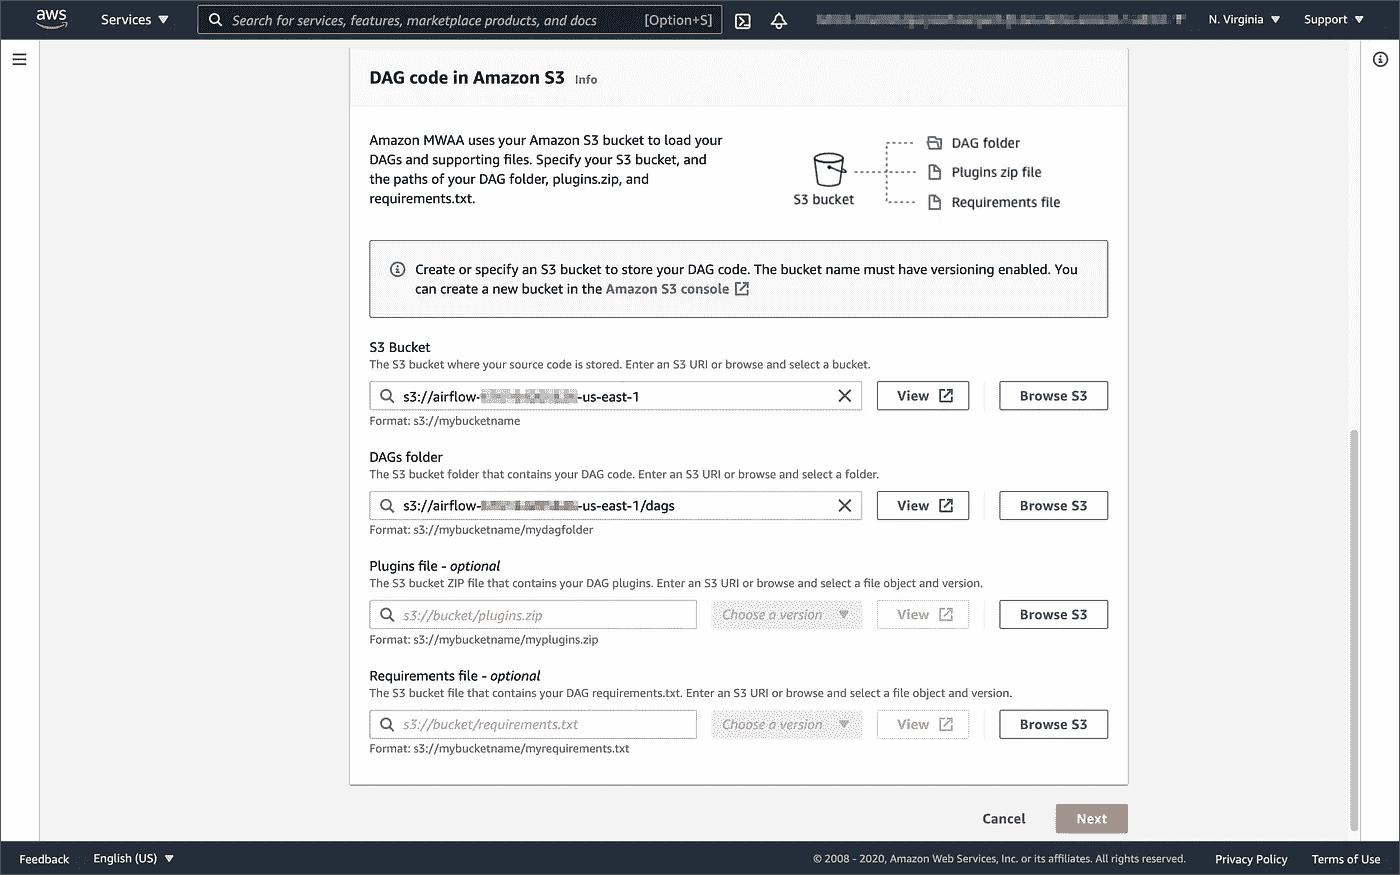 aws Services ▼ Search for services, features, marketplace products, and docs [Option+S] N. Virginia ▼ Support ▼
DAG code in Amazon S3 Info
Amazon MWAA uses your Amazon S3 bucket to load your
DAGs and supporting files. Specify your S3 bucket, and
the paths of your DAG folder, plugins.zip, and
requirements.txt.
S3 bucket
DAG folder
Plugins zip file
Requirements file
Create or specify an S3 bucket to store your DAG code. The bucket name must have versioning enabled. You
can create a new bucket in the Amazon S3 console
S3 Bucket
The S3 bucket where your source code is stored. Enter an S3 URI or browse and select a bucket.
s3://airflow- -us-east-1 View Browse S3
Format: s3://mybucketname
DAGs folder
The S3 bucket folder that contains your DAG code. Enter an S3 URI or browse and select a folder.
s3://airflow- -us-east-1/dags View Browse S3
Format: s3://mybucketname/mydagfolder
Plugins file - optional
The S3 bucket ZIP file that contains your DAG plugins. Enter an S3 URI or browse and select a file object and version.
s3://bucket/plugins.zip Choose a version ▼ View Browse S3
Format: s3://mybucketname/myplugins.zip
Requirements file - optional
The S3 bucket file that contains your DAG requirements.txt. Enter an S3 URI or browse and select a file object and version.
s3://bucket/requirements.txt Choose a version ▼ View Browse S3
Format: s3://mybucketname/myrequirements.txt
Cancel Next
Feedback English (US) ▼ © 2008 - 2020, Amazon Web Services, Inc. or its affiliates. All rights reserved. Privacy Policy Terms of Use